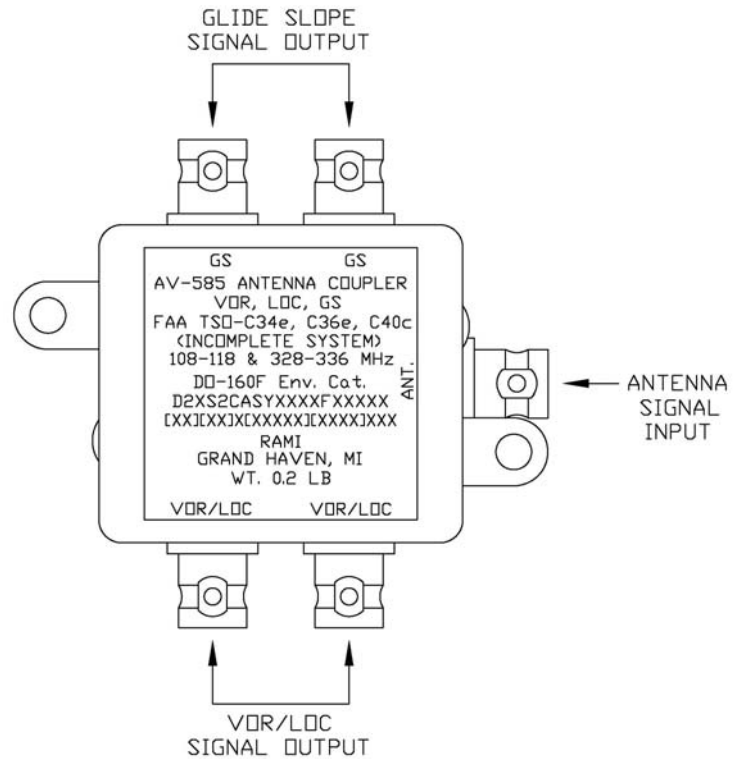 GLIDE SLOPE
SIGNAL OUTPUT
GS GS
AV-585 ANTENNA COUPLER
VOR, LOC, GS
FAA TSO-C34e, C36e, C40c
(INCOMPLETE SYSTEM)
108-118 & 328-336 MHz
DO-160F Env. Cat.
D2XS2CASYXXXXFXXXXX
[XX][XX]X[XXXXX][XXXX]XXX
RAMI
GRAND HAVEN, MI
WT. 0.2 LB
VOR/LOC VOR/LOC
ANT.
ANTENNA
SIGNAL
INPUT
VOR/LOC
SIGNAL OUTPUT